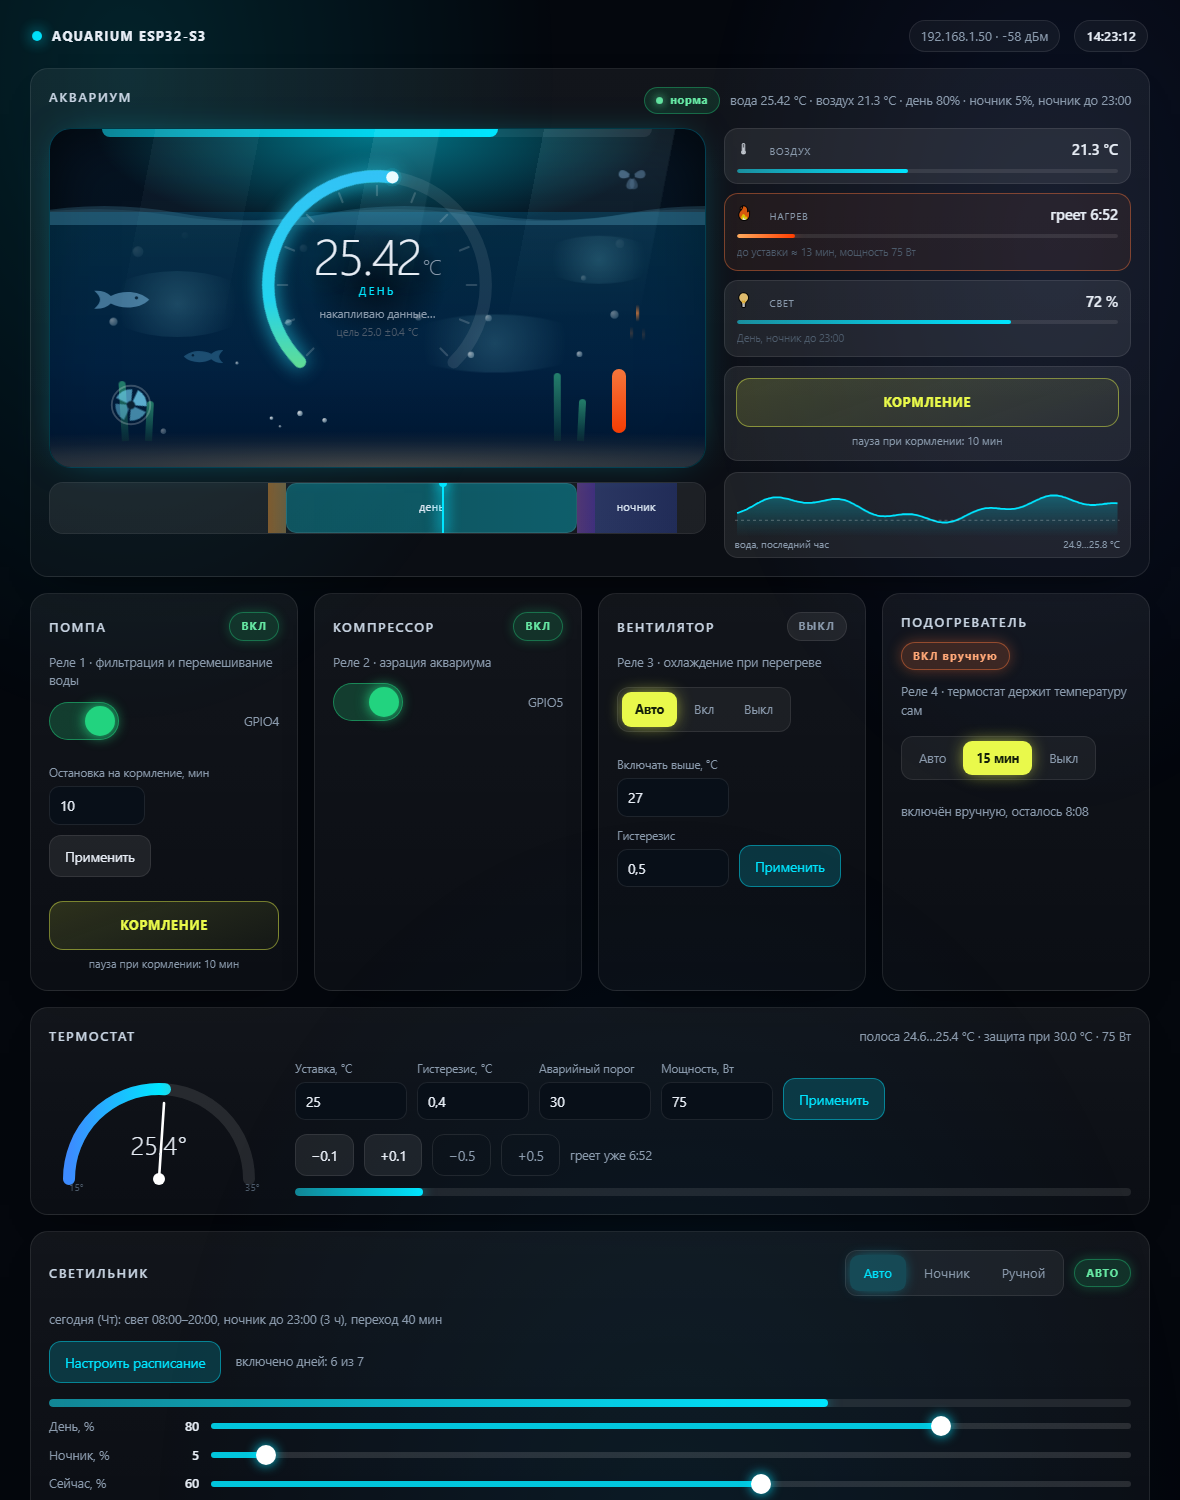 AQUARIUM ESP32-S3
192.168.1.50 · -58 дБм
14:23:12
АКВАРИУМ
норма
вода 25.42 °C · воздух 21.3 °C · день 80% · ночник 5%, ночник до 23:00
25.42°C
ДЕНЬ
накапливаю данные…
цель 25.0 ±0.4 °C
день
ночник
ВОЗДУХ
21.3 °C
НАГРЕВ
греет 6:52
до уставки ≈ 13 мин, мощность 75 Вт
СВЕТ
72 %
День, ночник до 23:00
КОРМЛЕНИЕ
пауза при кормлении: 10 мин
вода, последний час
24.9…25.8 °C
ПОМПА
ВКЛ
Реле 1 · фильтрация и перемешивание
воды
GPIO4
Остановка на кормление, мин
10
Применить
КОРМЛЕНИЕ
пауза при кормлении: 10 мин
КОМПРЕССОР
ВКЛ
Реле 2 · аэрация аквариума
GPIO5
ВЕНТИЛЯТОР
ВЫКЛ
Реле 3 · охлаждение при перегреве
Авто
Вкл
Выкл
Включать выше, °C
27
Гистерезис
0,5
Применить
ПОДОГРЕВАТЕЛЬ
ВКЛ вручную
Реле 4 · термостат держит температуру
сам
Авто
15 мин
Выкл
включён вручную, осталось 8:08
ТЕРМОСТАТ
полоса 24.6…25.4 °C · защита при 30.0 °C · 75 Вт
25.4°
15°
35°
Уставка, °C
Гистерезис, °C
Аварийный порог
Мощность, Вт
25
0,4
30
75
Применить
−0.1
+0.1
−0.5
+0.5
греет уже 6:52
СВЕТИЛЬНИК
Авто
Ночник
Ручной
АВТО
сегодня (Чт): свет 08:00–20:00, ночник до 23:00 (3 ч), переход 40 мин
Настроить расписание
включено дней: 6 из 7
День, %
80
Ночник, %
5
Сейчас, %
60